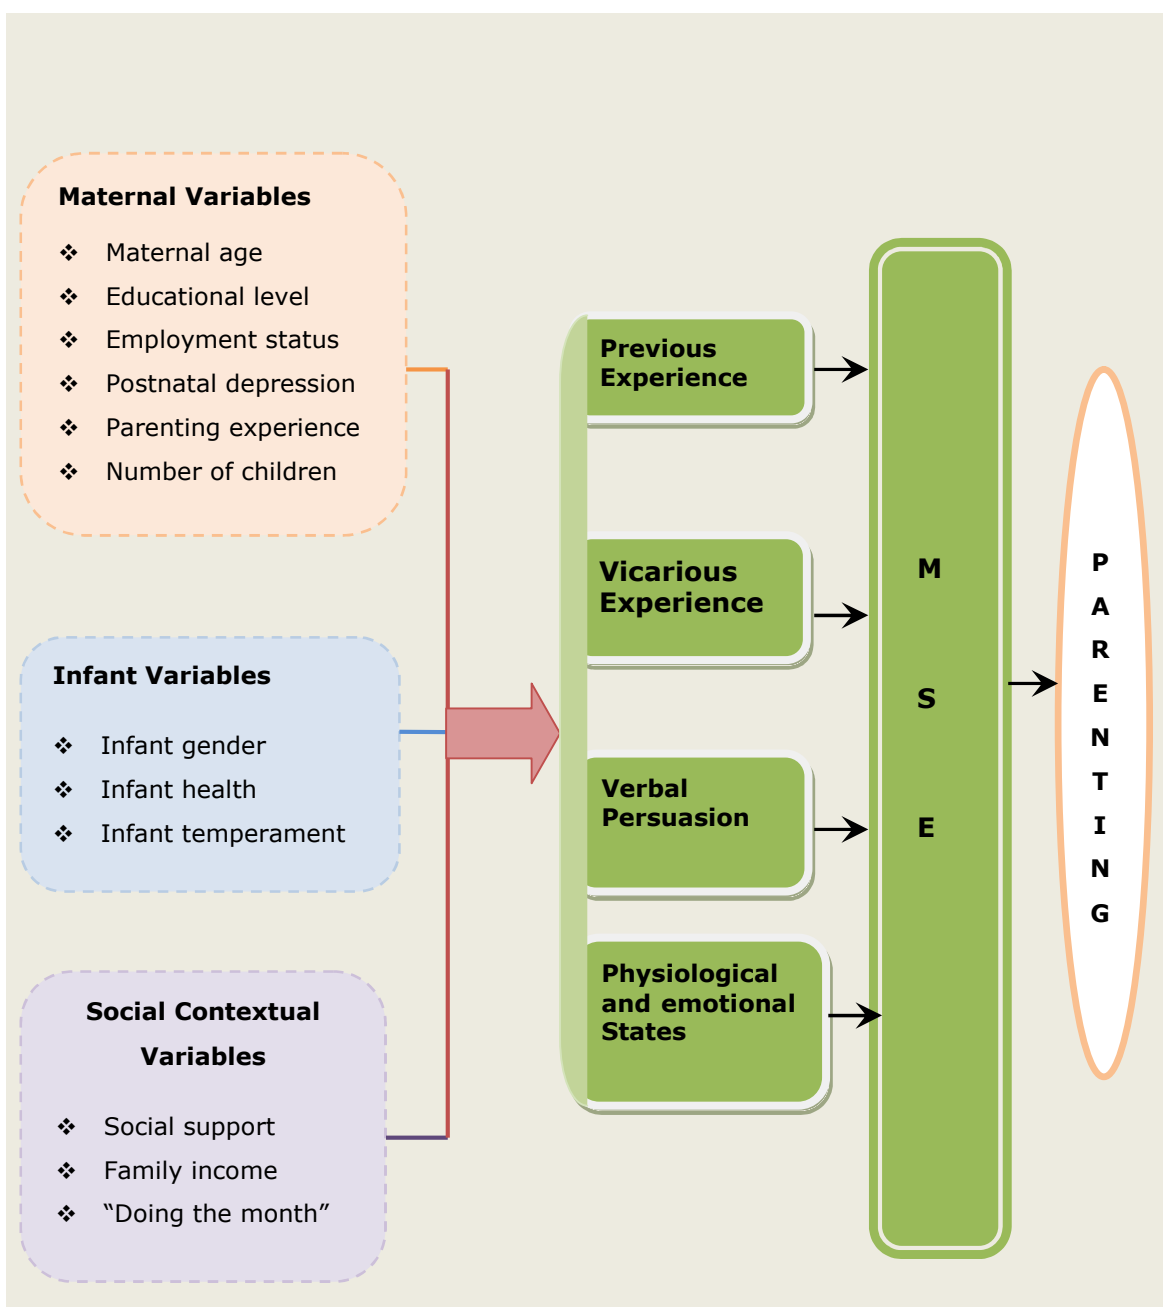 Maternal Variables
❖ Maternal age
❖ Educational level
❖ Employment status
❖ Postnatal depression
❖ Parenting experience
❖ Number of children
Infant Variables
❖ Infant gender
❖ Infant health
❖ Infant temperament
Social Contextual
Variables
❖ Social support
❖ Family income
❖ “Doing the month”
Previous
Experience
Vicarious
Experience
Verbal
Persuasion
Physiological
and emotional
States
M
S
E
P
A
R
E
N
T
I
N
G